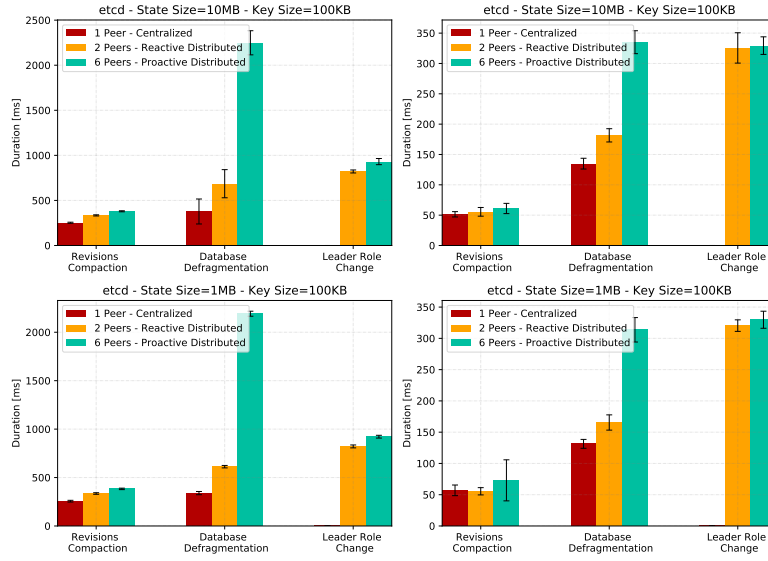 etcd - State Size=10MB - Key Size=100KB
1 Peer - Centralized
2 Peers - Reactive Distributed
6 Peers - Proactive Distributed
Duration [ms]
2500
2000
1500
1000
500
0
Revisions
Compaction
Database
Defragmentation
Leader Role
Change
etcd - State Size=10MB - Key Size=100KB
1 Peer - Centralized
2 Peers - Reactive Distributed
6 Peers - Proactive Distributed
Duration [ms]
350
300
250
200
150
100
50
0
Revisions
Compaction
Database
Defragmentation
Leader Role
Change
etcd - State Size=1MB - Key Size=100KB
1 Peer - Centralized
2 Peers - Reactive Distributed
6 Peers - Proactive Distributed
Duration [ms]
2000
1500
1000
500
0
Revisions
Compaction
Database
Defragmentation
Leader Role
Change
etcd - State Size=1MB - Key Size=100KB
1 Peer - Centralized
2 Peers - Reactive Distributed
6 Peers - Proactive Distributed
Duration [ms]
350
300
250
200
150
100
50
0
Revisions
Compaction
Database
Defragmentation
Leader Role
Change